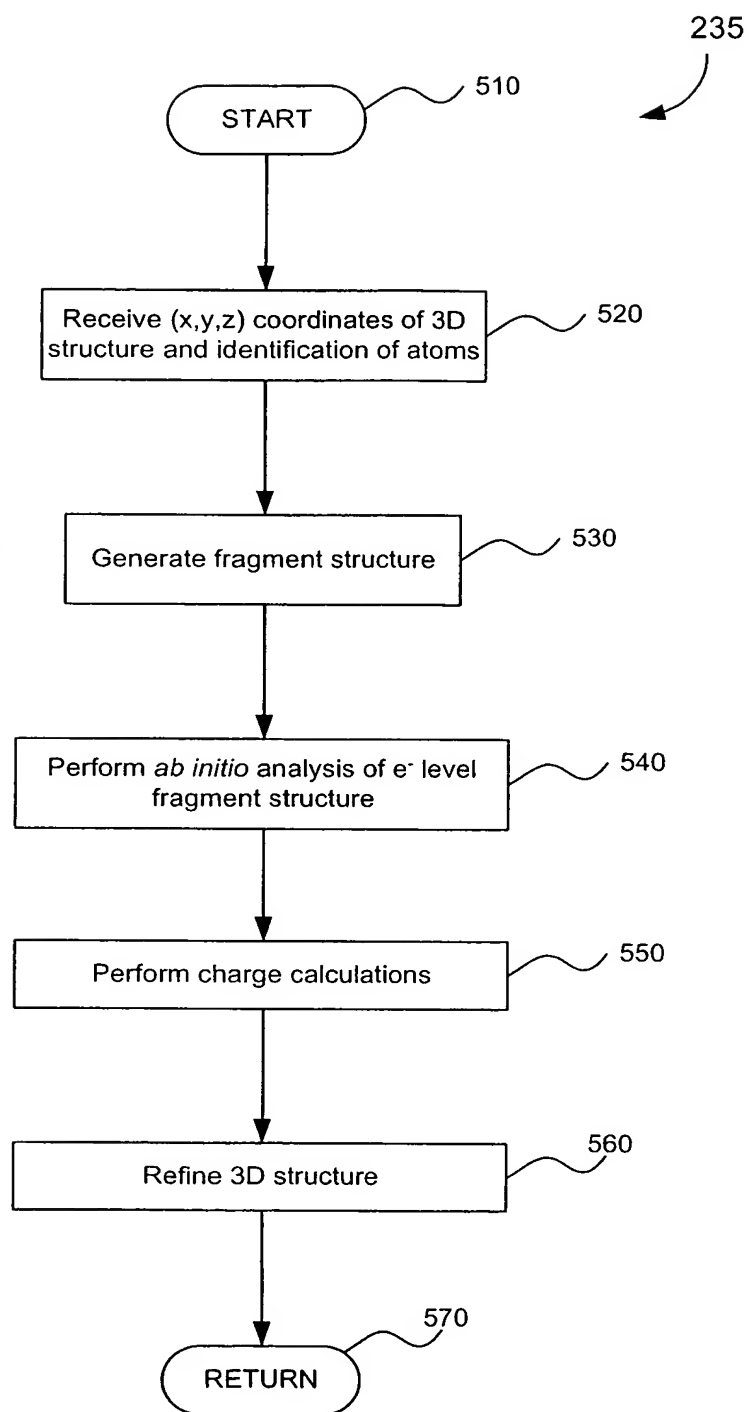 235
START
510
Receive (x,y,z) coordinates of 3D
structure and identification of atoms
520
Generate fragment structure
530
Perform ab initio analysis of e- level
fragment structure
540
Perform charge calculations
550
Refine 3D structure
560
RETURN
570